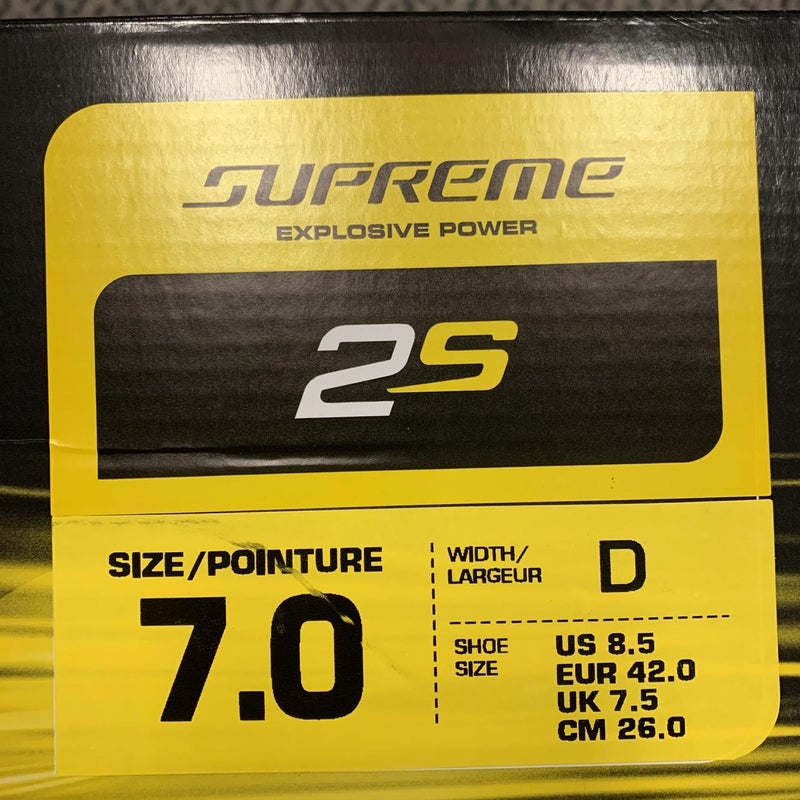 SUPREME
EXPLOSIVE POWER
2S
SIZE/POINTURE
7.0
WIDTH/
LARGEUR
D
SHOE
SIZE
US 8.5
EUR 42.0
UK 7.5
CM 26.0